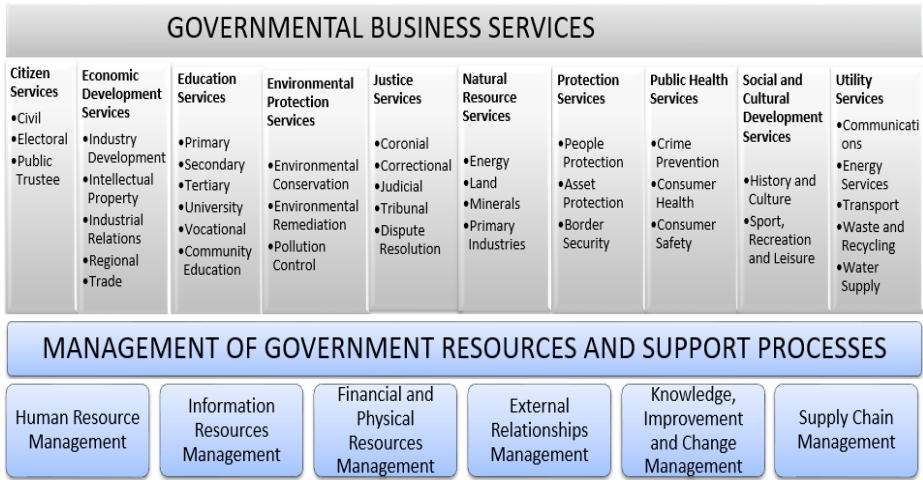 GOVERNMENTAL BUSINESS SERVICES
Citizen
Services
•Civil
•Electoral
•Public
Trustee
Economic
Development
Services
•Industry
Development
•Intellectual
Property
•Industrial
Relations
•Regional
•Trade
Education
Services
•Primary
•Secondary
•Tertiary
•University
•Vocational
•Community
Education
Environmental
Protection
Services
•Environmental
Conservation
•Environmental
Remediation
•Pollution
Control
Justice
Services
•Coronial
•Correctional
•Judicial
•Tribunal
•Dispute
Resolution
Natural
Resource
Services
•Energy
•Land
•Minerals
•Primary
Industries
Protection
Services
•People
Protection
•Asset
Protection
•Border
Security
Public Health
Services
•Crime
Prevention
•Consumer
Health
•Consumer
Safety
Social and
Cultural
Development
Services
•History and
Culture
•Sport,
Recreation
and Leisure
Utility
Services
•Communicati
ons
•Energy
Services
•Transport
•Waste and
Recycling
•Water
Supply
MANAGEMENT OF GOVERNMENT RESOURCES AND SUPPORT PROCESSES
Human Resource
Management
Information
Resources
Management
Financial and
Physical
Resources
Management
External
Relationships
Management
Knowledge,
Improvement
and Change
Management
Supply Chain
Management